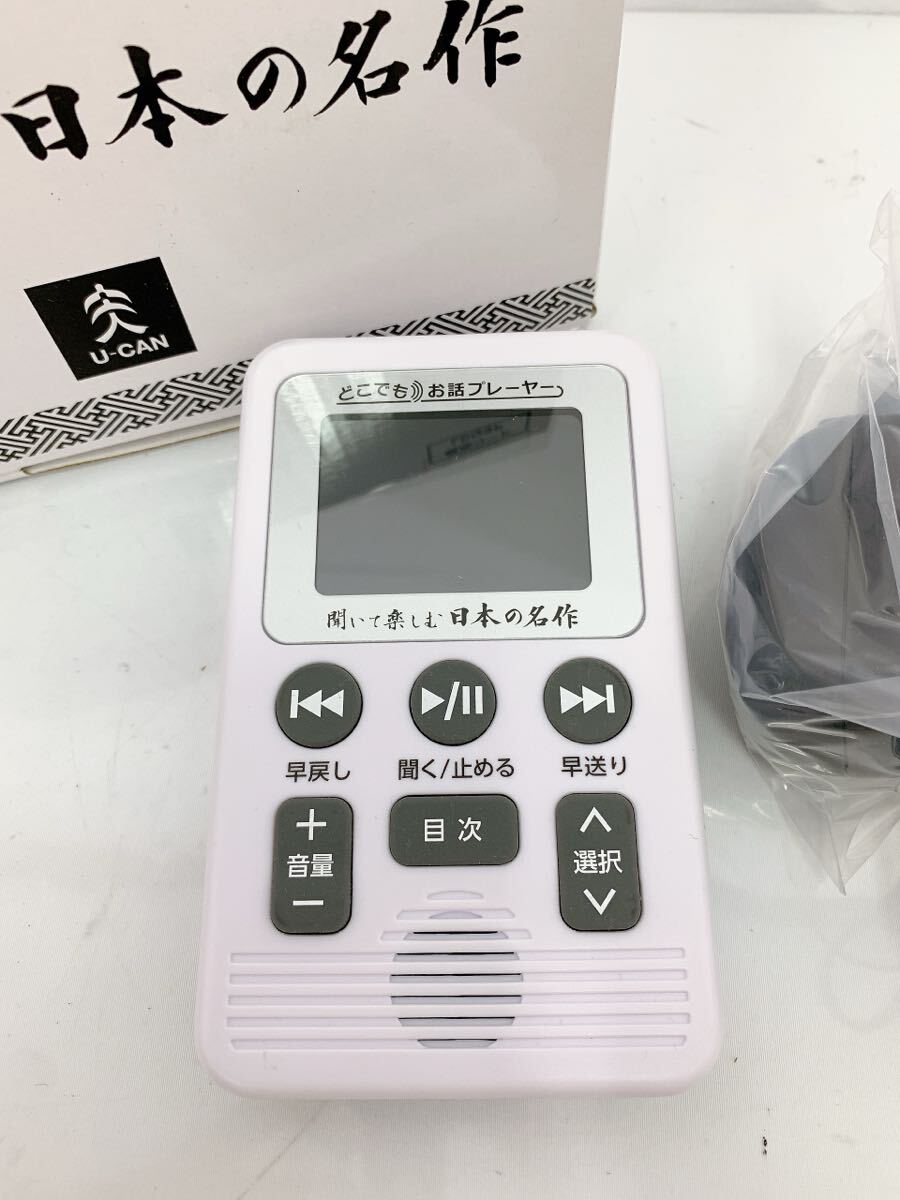 日本の名作
U-CAN
どこでもお話プレーヤー
聞いて楽しむ 日本の名作
早戻し
聞く/止める
早送り
+
音量
−
目次
選択